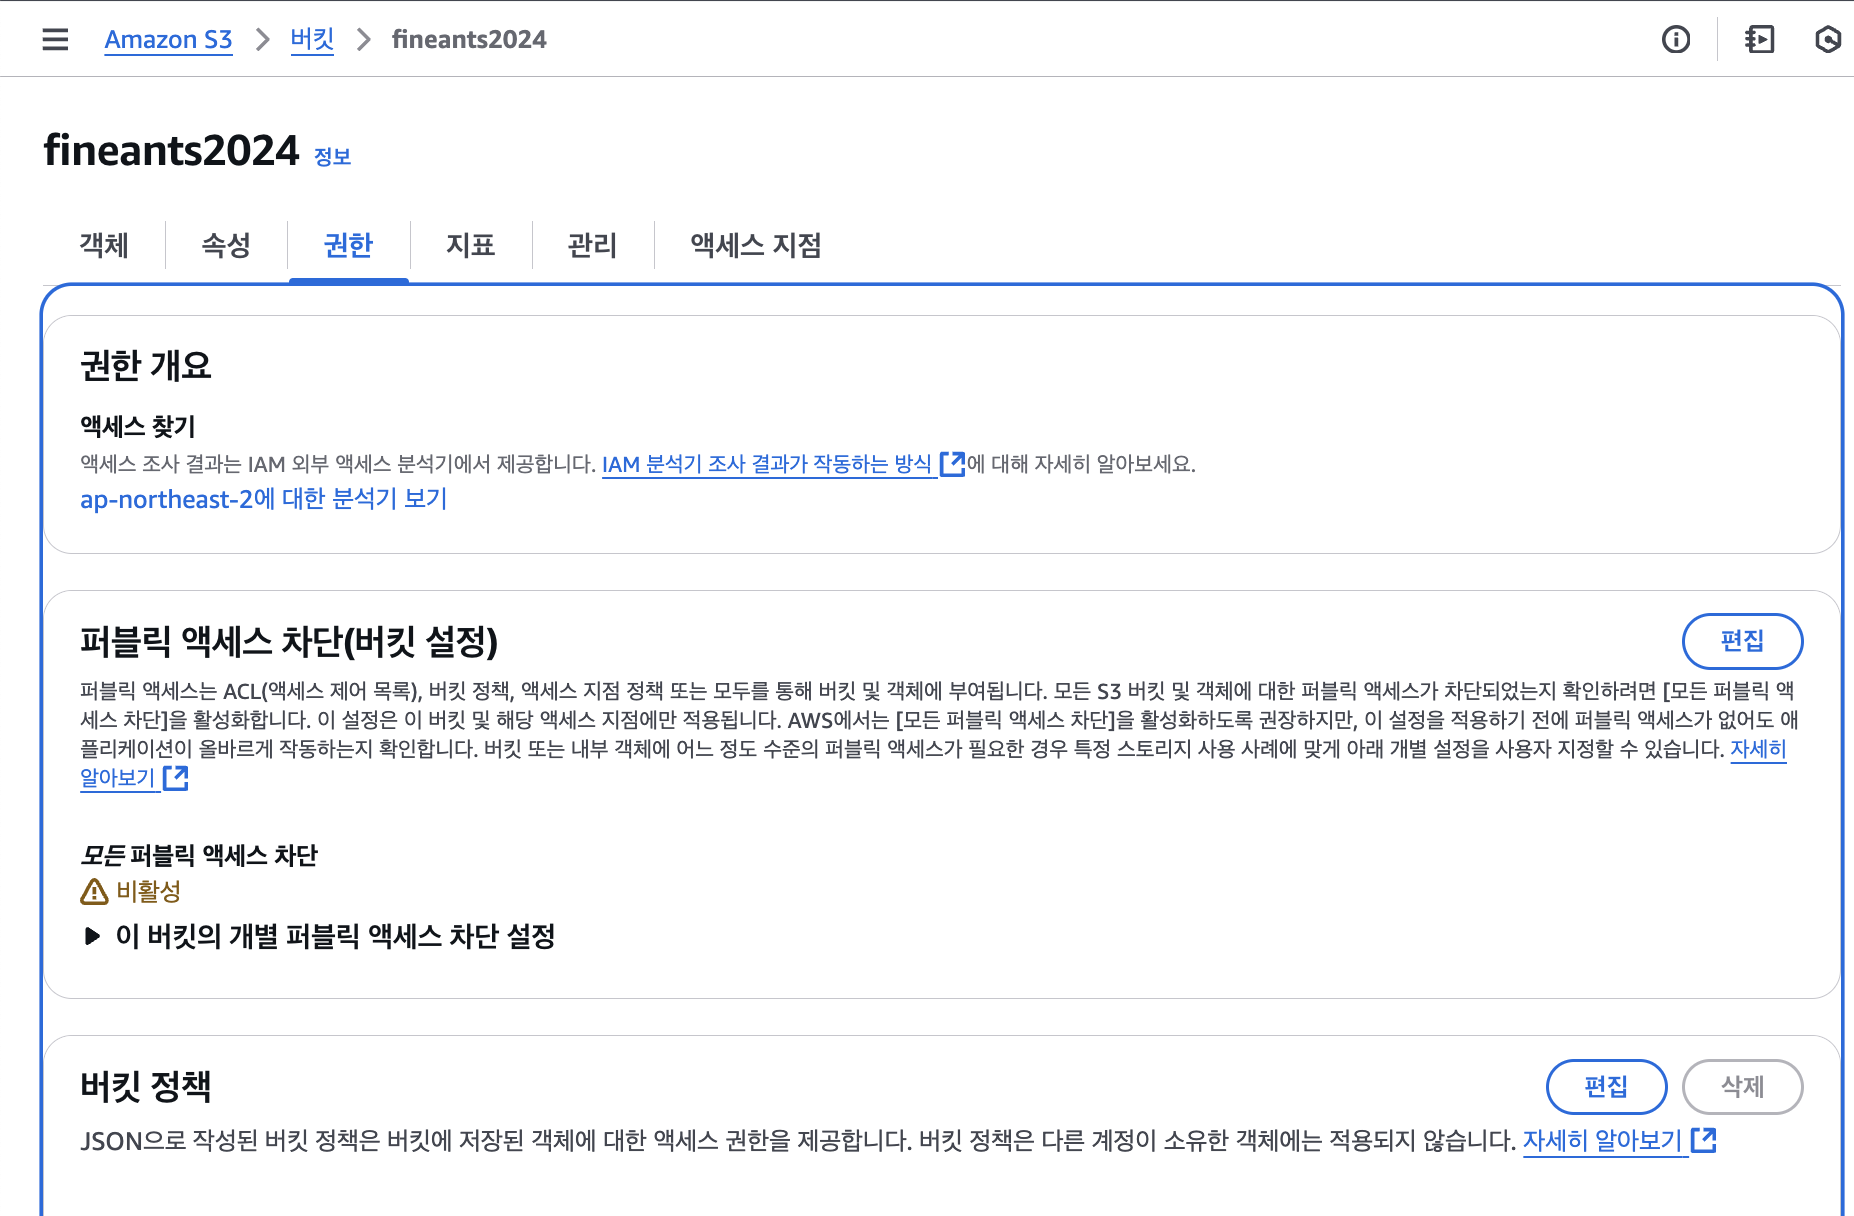 Amazon S3 > 버킷 > fineants2024
fineants2024 정보
객체 속성 권한 지표 관리 액세스 지점
권한 개요
액세스 찾기
액세스 조사 결과는 IAM 외부 액세스 분석기에서 제공합니다. IAM 분석기 조사 결과가 작동하는 방식에 대해 자세히 알아보세요.
ap-northeast-2에 대한 분석기 보기
퍼블릭 액세스 차단(버킷 설정)
편집
퍼블릭 액세스는 ACL(액세스 제어 목록), 버킷 정책, 액세스 지점 정책 또는 모두를 통해 버킷 및 객체에 부여됩니다. 모든 S3 버킷 및 객체에 대한 퍼블릭 액세스가 차단되었는지 확인하려면 [모든 퍼블릭 액
세스 차단]을 활성화합니다. 이 설정은 이 버킷 및 해당 액세스 지점에만 적용됩니다. AWS에서는 [모든 퍼블릭 액세스 차단]을 활성화하도록 권장하지만, 이 설정을 적용하기 전에 퍼블릭 액세스가 없어도 애
플리케이션이 올바르게 작동하는지 확인합니다. 버킷 또는 내부 객체에 어느 정도 수준의 퍼블릭 액세스가 필요한 경우 특정 스토리지 사용 사례에 맞게 아래 개별 설정을 사용자 지정할 수 있습니다. 자세히
알아보기
모든 퍼블릭 액세스 차단
비활성
이 버킷의 개별 퍼블릭 액세스 차단 설정
버킷 정책
편집 삭제
JSON으로 작성된 버킷 정책은 버킷에 저장된 객체에 대한 액세스 권한을 제공합니다. 버킷 정책은 다른 계정이 소유한 객체에는 적용되지 않습니다. 자세히 알아보기